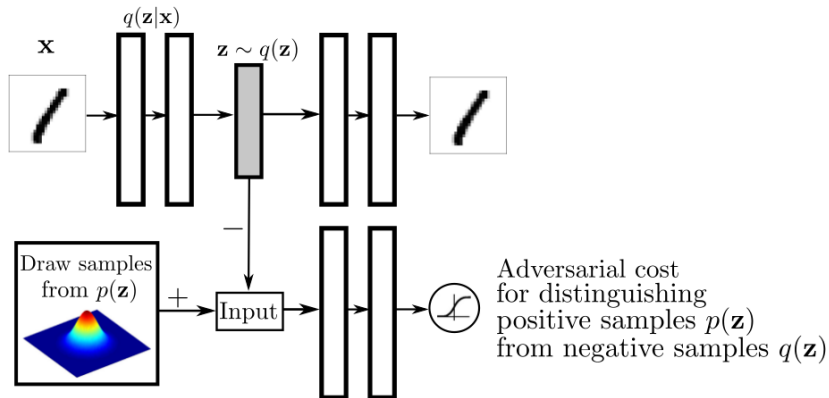 q(z|x)
x
z ∼ q(z)
−
Draw samples
from p(z)
+
Input
Adversarial cost
for distinguishing
positive samples p(z)
from negative samples q(z)